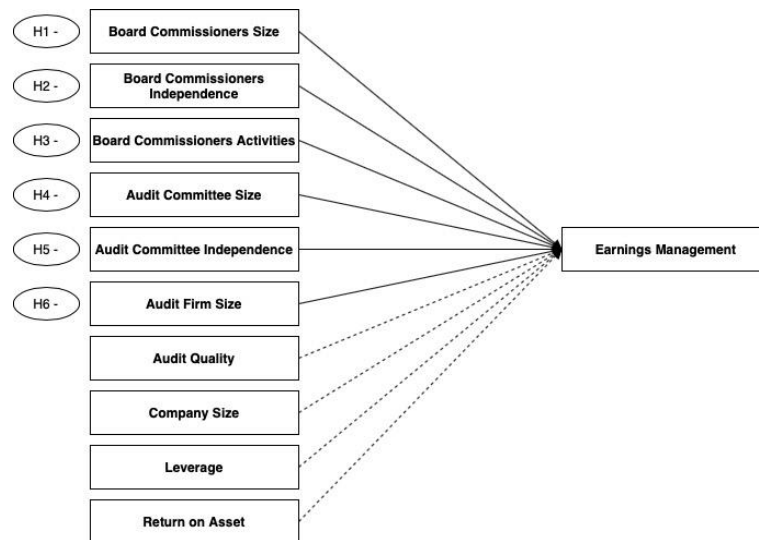 H1 -
Board Commissioners Size
H2 -
Board Commissioners
Independence
H3 -
Board Commissioners Activities
H4 -
Audit Committee Size
H5 -
Audit Committee Independence
Earnings Management
H6 -
Audit Firm Size
Audit Quality
Company Size
Leverage
Return on Asset